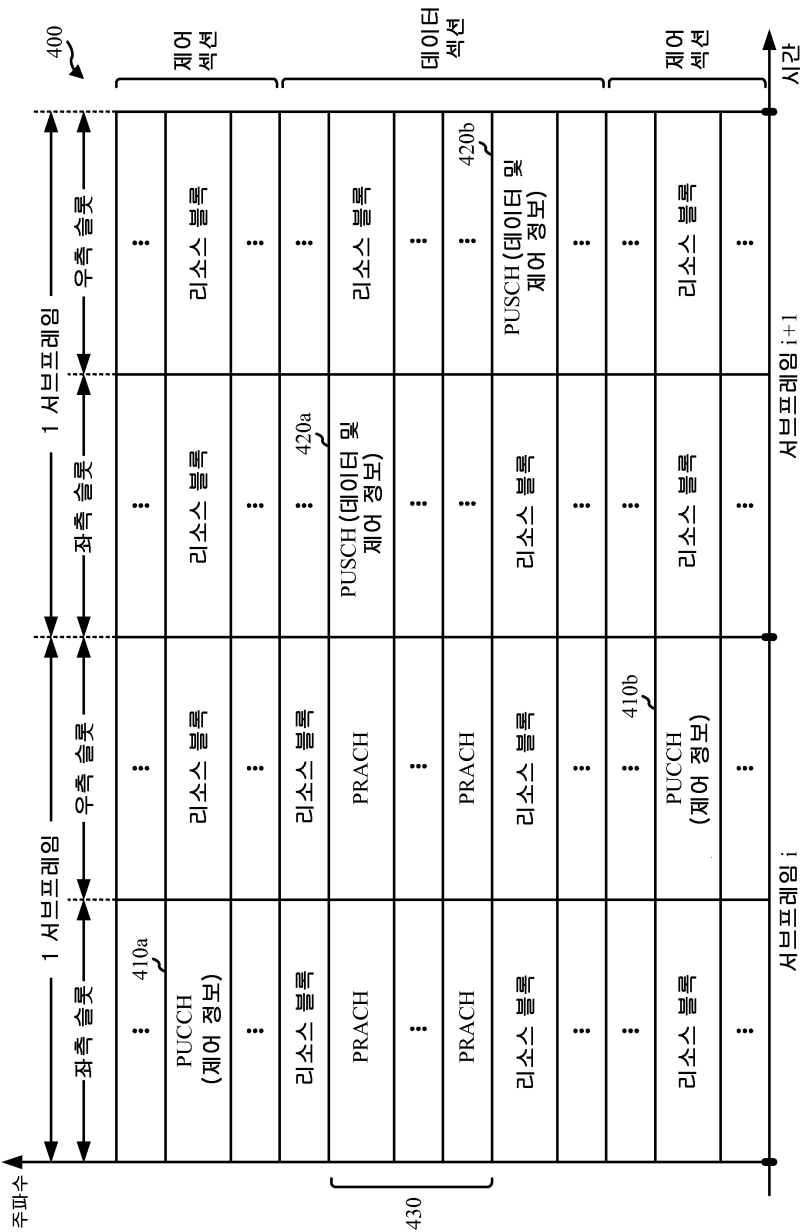 400
1 서브프레임
1 서브프레임
좌측 슬롯
우측 슬롯
좌측 슬롯
우측 슬롯
주파수
제어
섹션
데이터
섹션
제어
섹션
...
...
...
...
410a
PUCCH
(제어 정보)
리소스 블록
리소스 블록
리소스 블록
...
...
...
...
리소스 블록
리소스 블록
...
...
420a
PRACH
PRACH
PUSCH (데이터 및
제어 정보)
리소스 블록
430
...
...
...
...
PRACH
PRACH
...
...
420b
리소스 블록
리소스 블록
리소스 블록
PUSCH (데이터 및
제어 정보)
...
...
...
...
...
...
...
...
410b
리소스 블록
PUCCH
(제어 정보)
리소스 블록
리소스 블록
...
...
...
...
서브프레임 i
서브프레임 i+1
시간